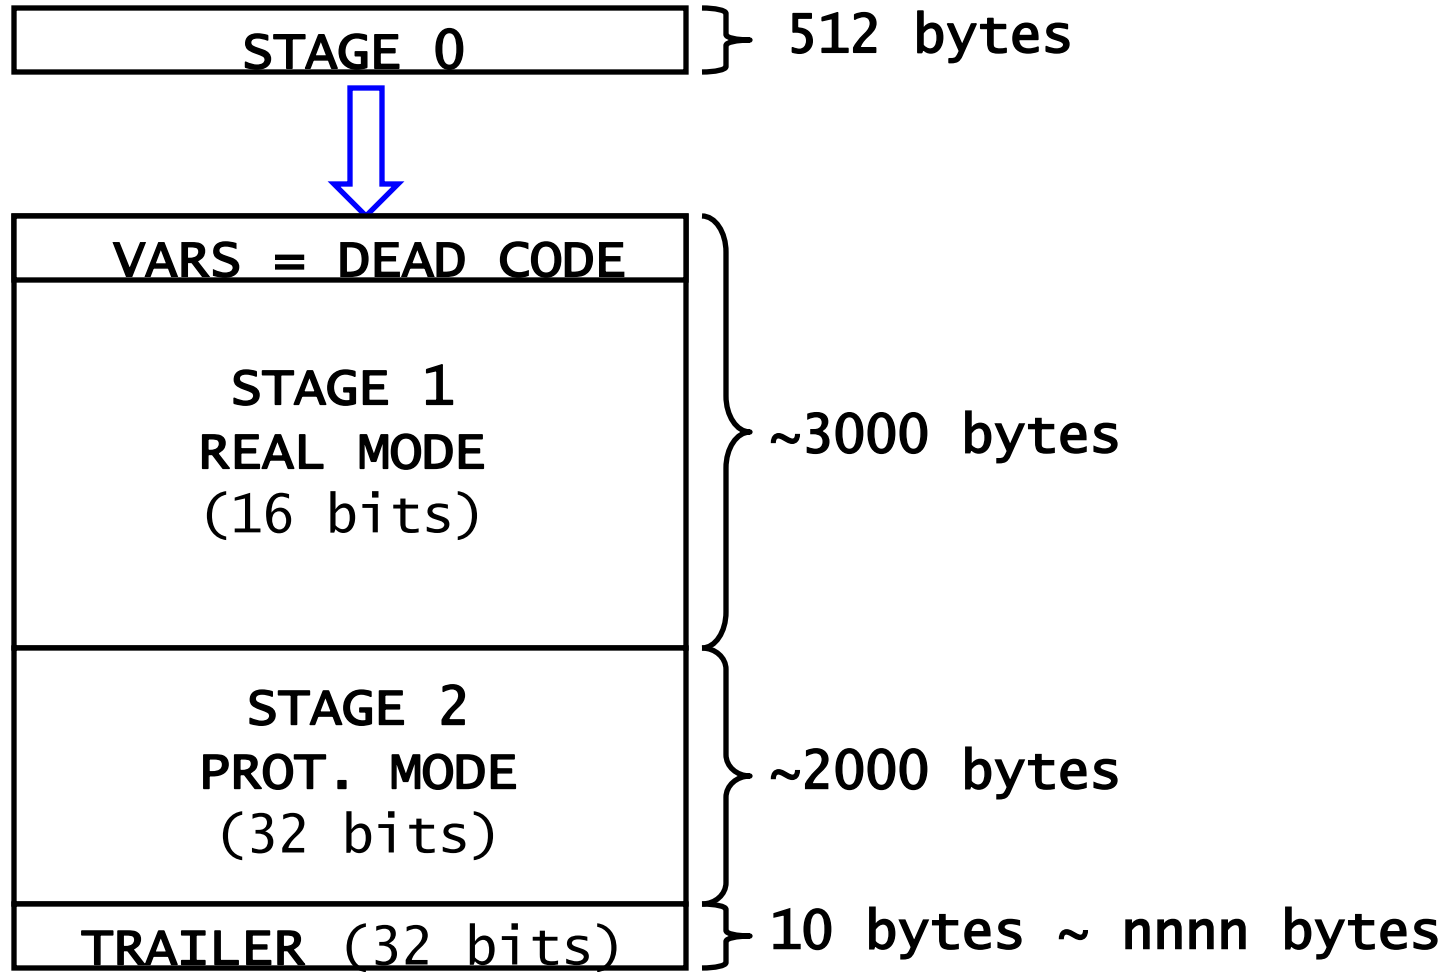 STAGE 0
512 bytes
VARS = DEAD CODE
STAGE 1
REAL MODE
(16 bits)
~3000 bytes
STAGE 2
PROT. MODE
(32 bits)
~2000 bytes
TRAILER (32 bits)
10 bytes ~ nnnn bytes